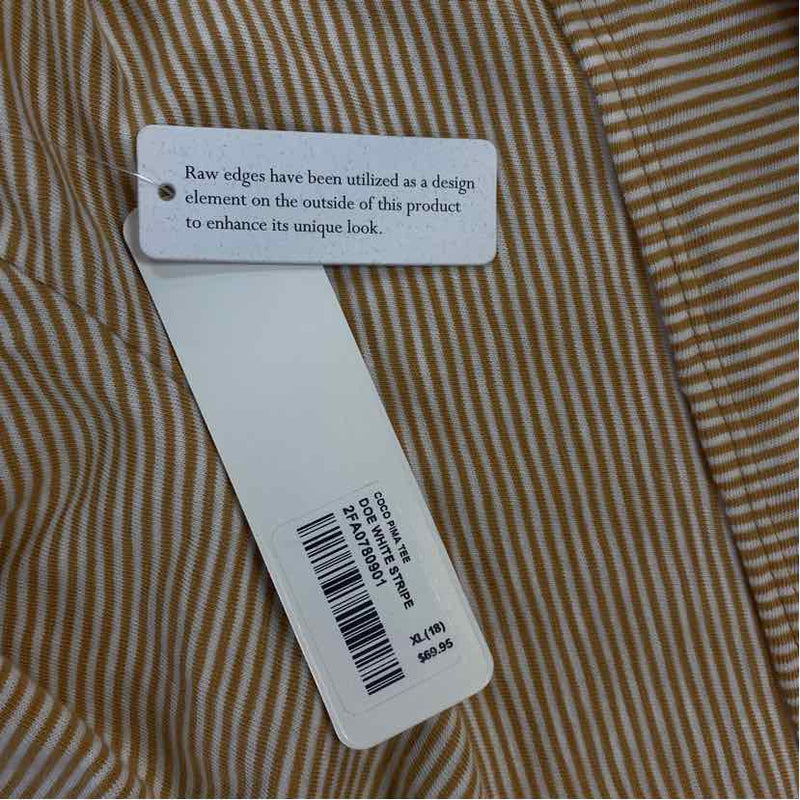 Raw edges have been utilized as a design
element on the outside of this product
to enhance its unique look.
COCO PIMA TEE
DOE WHITE STRIPE
2FA0780901
XL(18)
$69.95